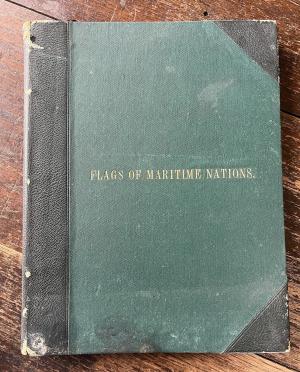 FLAGS OF MARITIME NATIONS.